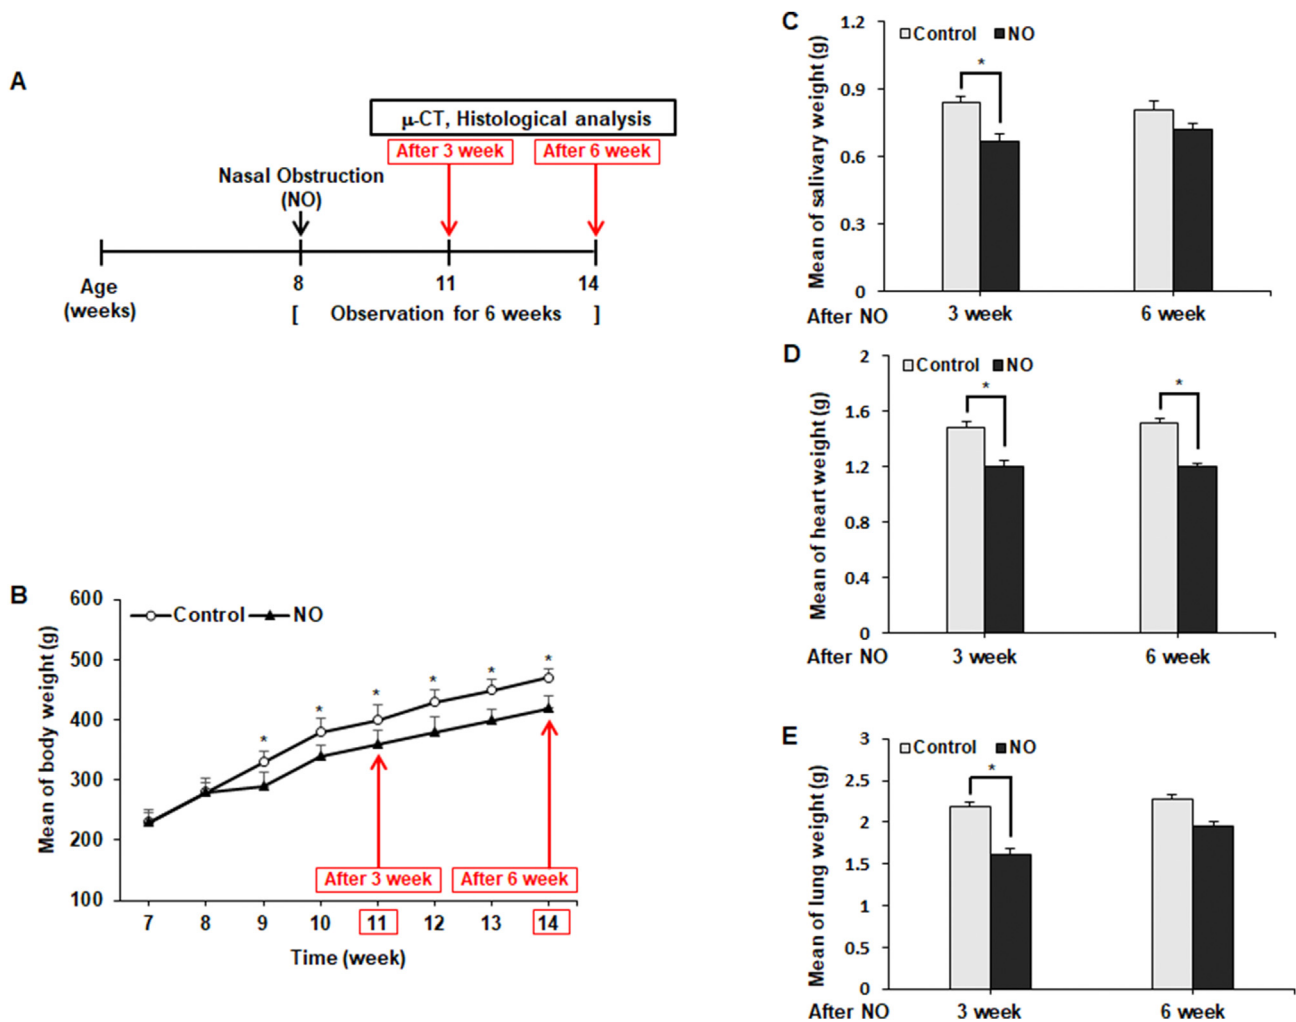 A
μ-CT, Histological analysis
After 3 week
After 6 week
Nasal Obstruction
(NO)
Age
(weeks)
8
11
14
[ Observation for 6 weeks ]
B
Mean of body weight (g)
600
500
400
300
200
100
Control
NO
*
*
*
*
*
*
After 3 week
After 6 week
7
8
9
10
11
12
13
14
Time (week)
C
Mean of salivary weight (g)
1.2
0.9
0.6
0.3
0
Control
NO
*
After NO
3 week
6 week
D
Mean of heart weight (g)
2
1.6
1.2
0.8
0.4
0
Control
NO
*
*
After NO
3 week
6 week
E
Mean of lung weight (g)
3
2.5
2
1.5
1
0.5
0
Control
NO
*
After NO
3 week
6 week